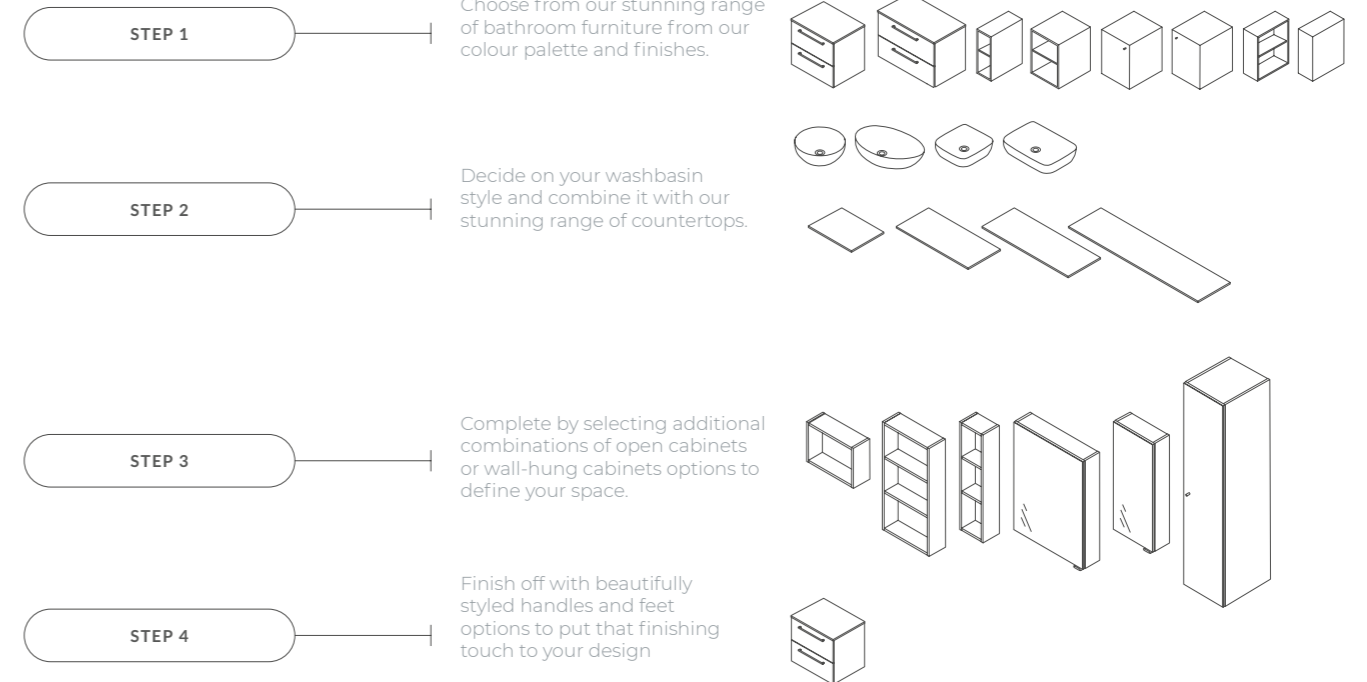 STEP 1
Choose from our stunning range
of bathroom furniture from our
colour palette and finishes.
STEP 2
Decide on your washbasin
style and combine it with our
stunning range of countertops.
STEP 3
Complete by selecting additional
combinations of open cabinets
or wall-hung cabinets options to
define your space.
STEP 4
Finish off with beautifully
styled handles and feet
options to put that finishing
touch to your design